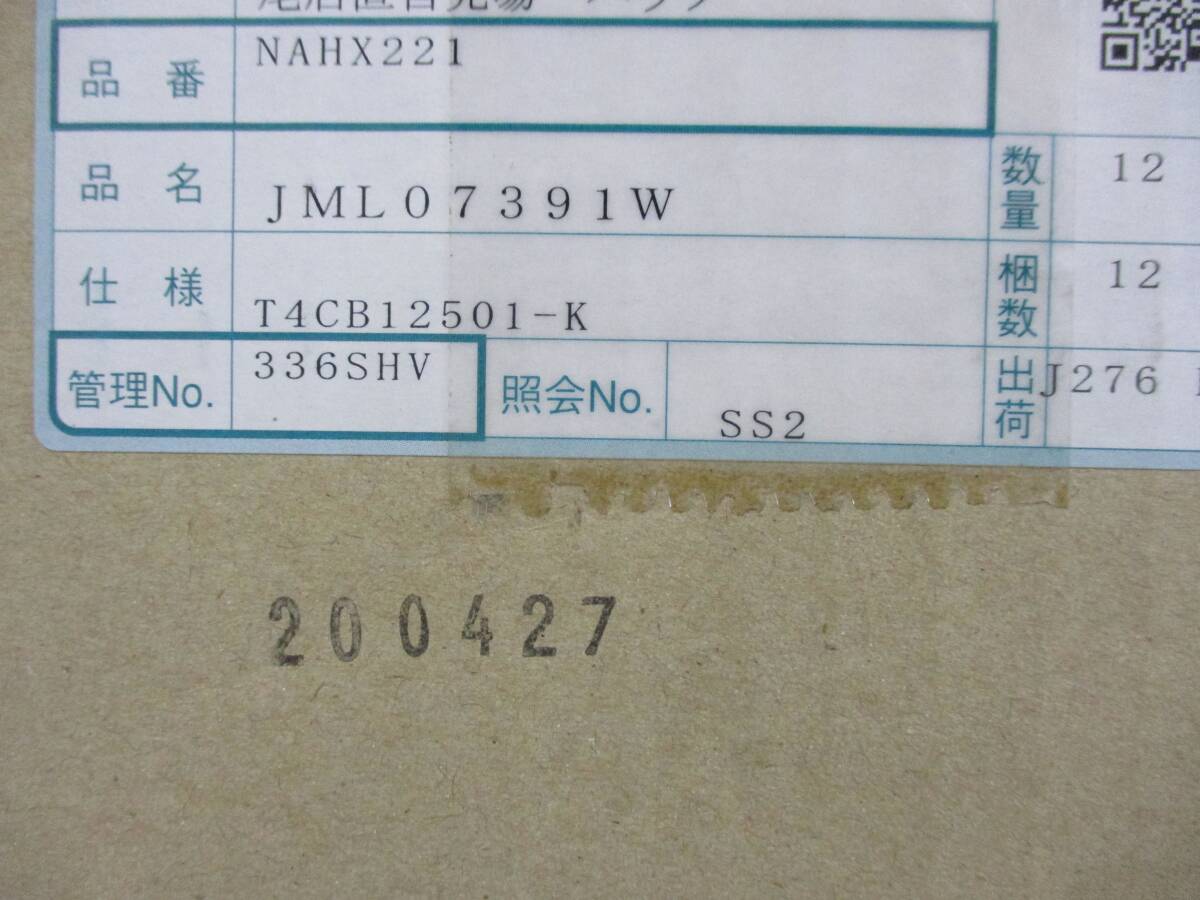 品番 NAHX221
品名 JML07391W
数量 12
仕様 T4CB12501-K
梱数 12
管理No. 336SHV
照会No. SS2
出荷 J276
200427